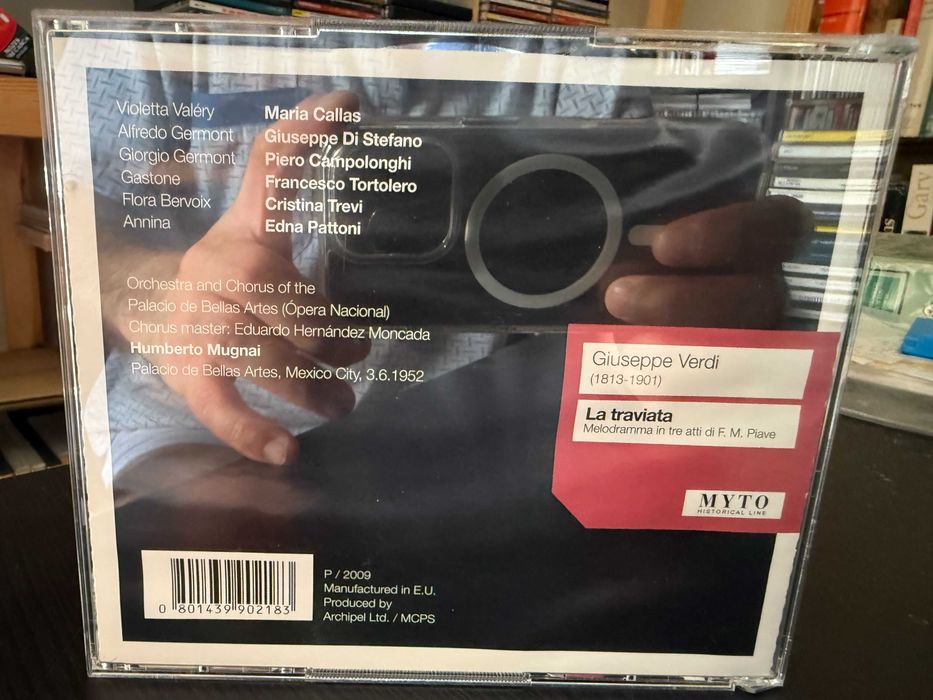 Violetta Valéry Maria Callas
Alfredo Germont Giuseppe Di Stefano
Giorgio Germont Piero Campolonghi
Gastone Francesco Tortolero
Flora Bervoix Cristina Trevi
Annina Edna Pattoni
Orchestra and Chorus of the
Palacio de Bellas Artes (Ópera Nacional)
Chorus master: Eduardo Hernández Moncada
Humberto Mugnai
Palacio de Bellas Artes, Mexico City, 3.6.1952
Giuseppe Verdi
(1813-1901)
La traviata
Melodramma in tre atti di F. M. Piave
MYTO
HISTORICAL LINE
0 801439 902183
P / 2009
Manufactured in E.U.
Produced by
Archipel Ltd. / MCPS
Gary